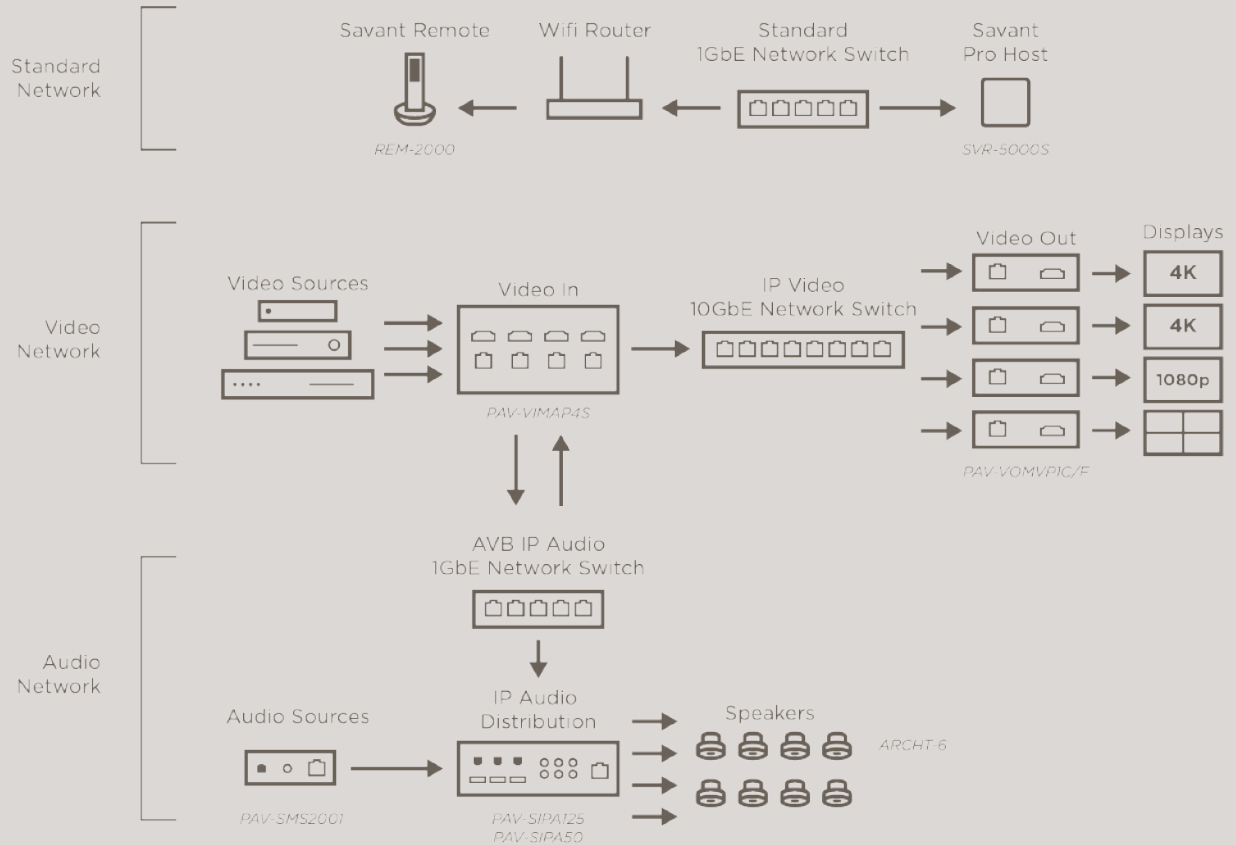 Standard
Network
Savant Remote
REM-2000
Wifi Router
Standard
1GbE Network Switch
Savant
Pro Host
SVR-5000S
Video
Network
Video Sources
Video In
PAV-VIMAP4S
IP Video
10GbE Network Switch
Video Out
PAV-VOMVP1C/F
Displays
4K
4K
1080p
Audio
Network
AVB IP Audio
1GbE Network Switch
Audio Sources
PAV-SMS2001
IP Audio
Distribution
PAV-SIPA125
PAV-SIPA50
Speakers
ARCHT-6